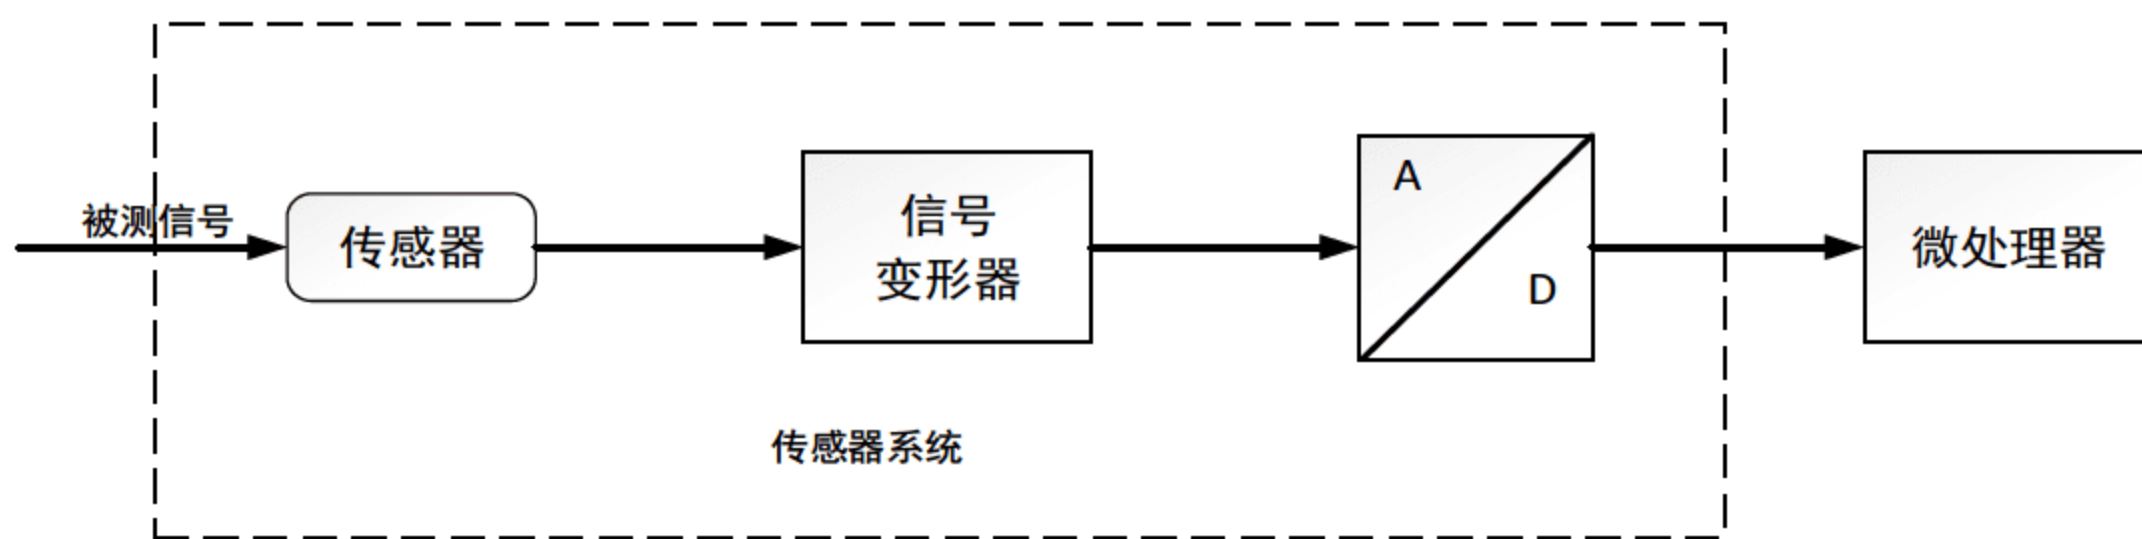 被测信号
传感器
信号
变形器
A
D
微处理器
传感器系统